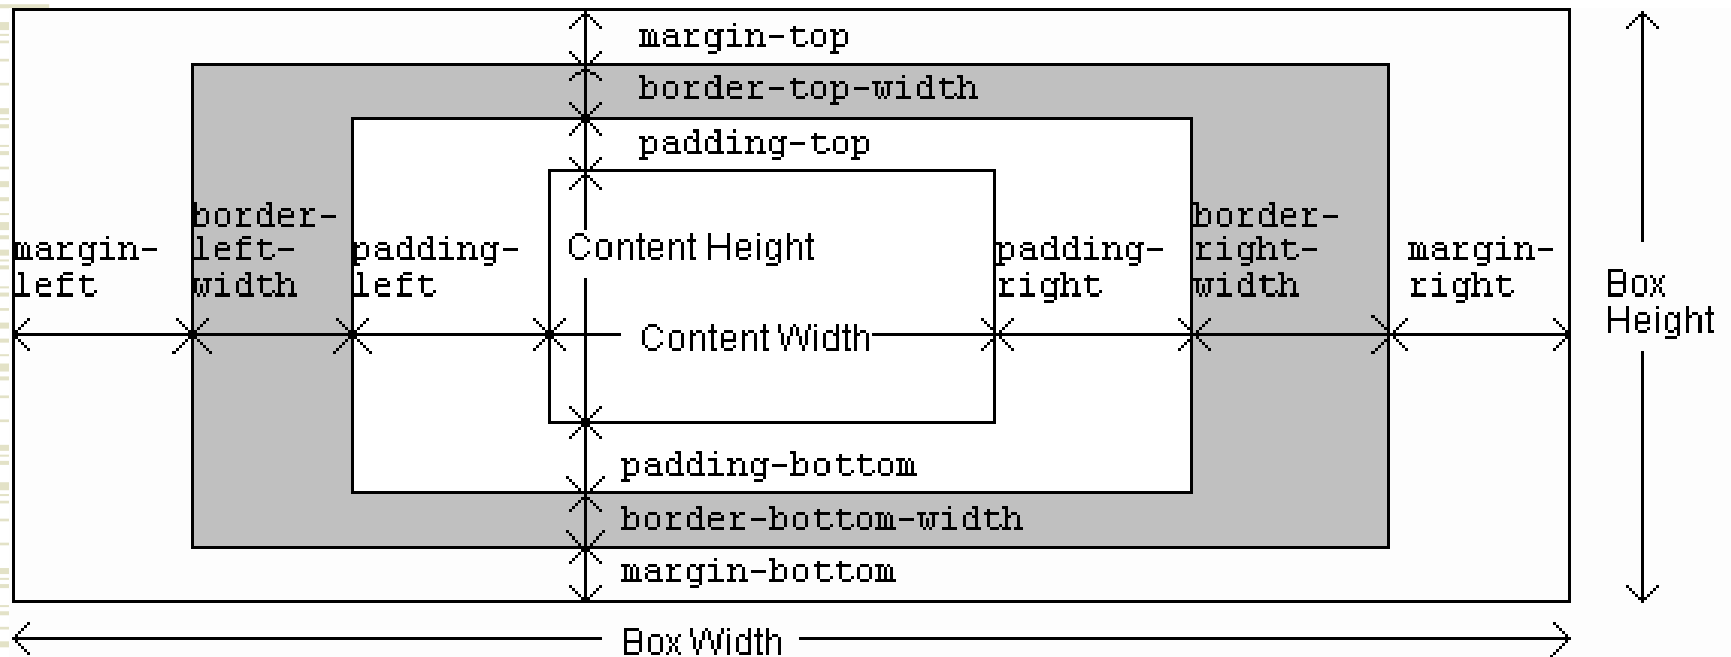 margin-top
border-top-width
padding-top
margin-
left
border-
left-
width
padding-
left
Content Height
Content Width
padding-
right
border-
right-
width
margin-
right
Box
Height
padding-bottom
border-bottom-width
margin-bottom
Box Width